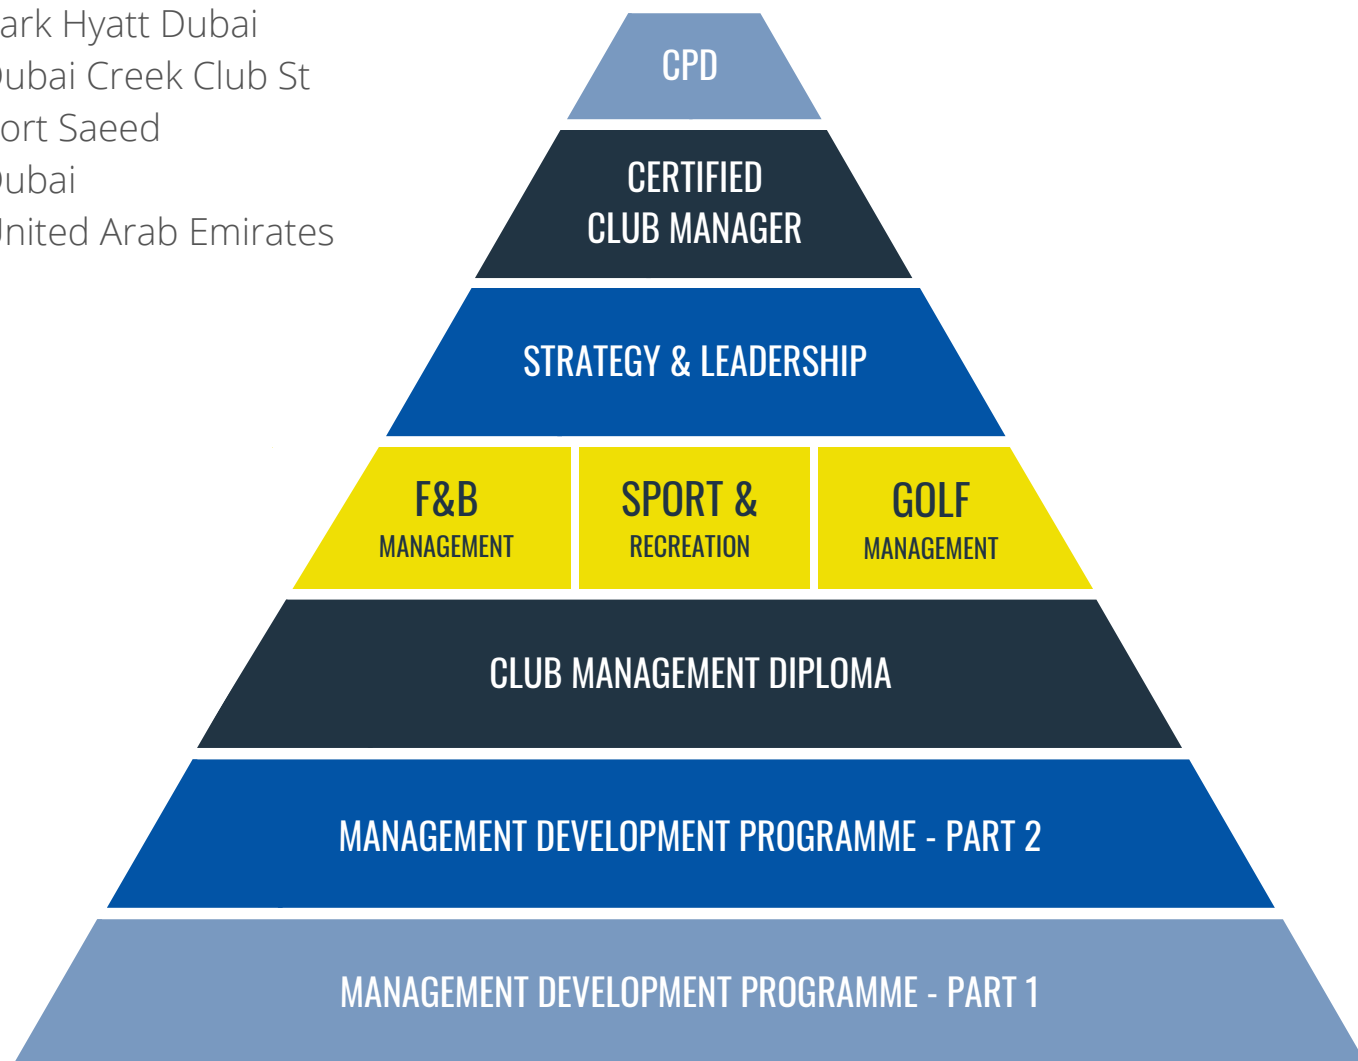 ark Hyatt Dubai
ubai Creek Club St
ort Saeed
ubai
nited Arab Emirates
CPD
CERTIFIED
CLUB MANAGER
STRATEGY & LEADERSHIP
F&B
MANAGEMENT
SPORT &
RECREATION
GOLF
MANAGEMENT
CLUB MANAGEMENT DIPLOMA
MANAGEMENT DEVELOPMENT PROGRAMME - PART 2
MANAGEMENT DEVELOPMENT PROGRAMME - PART 1